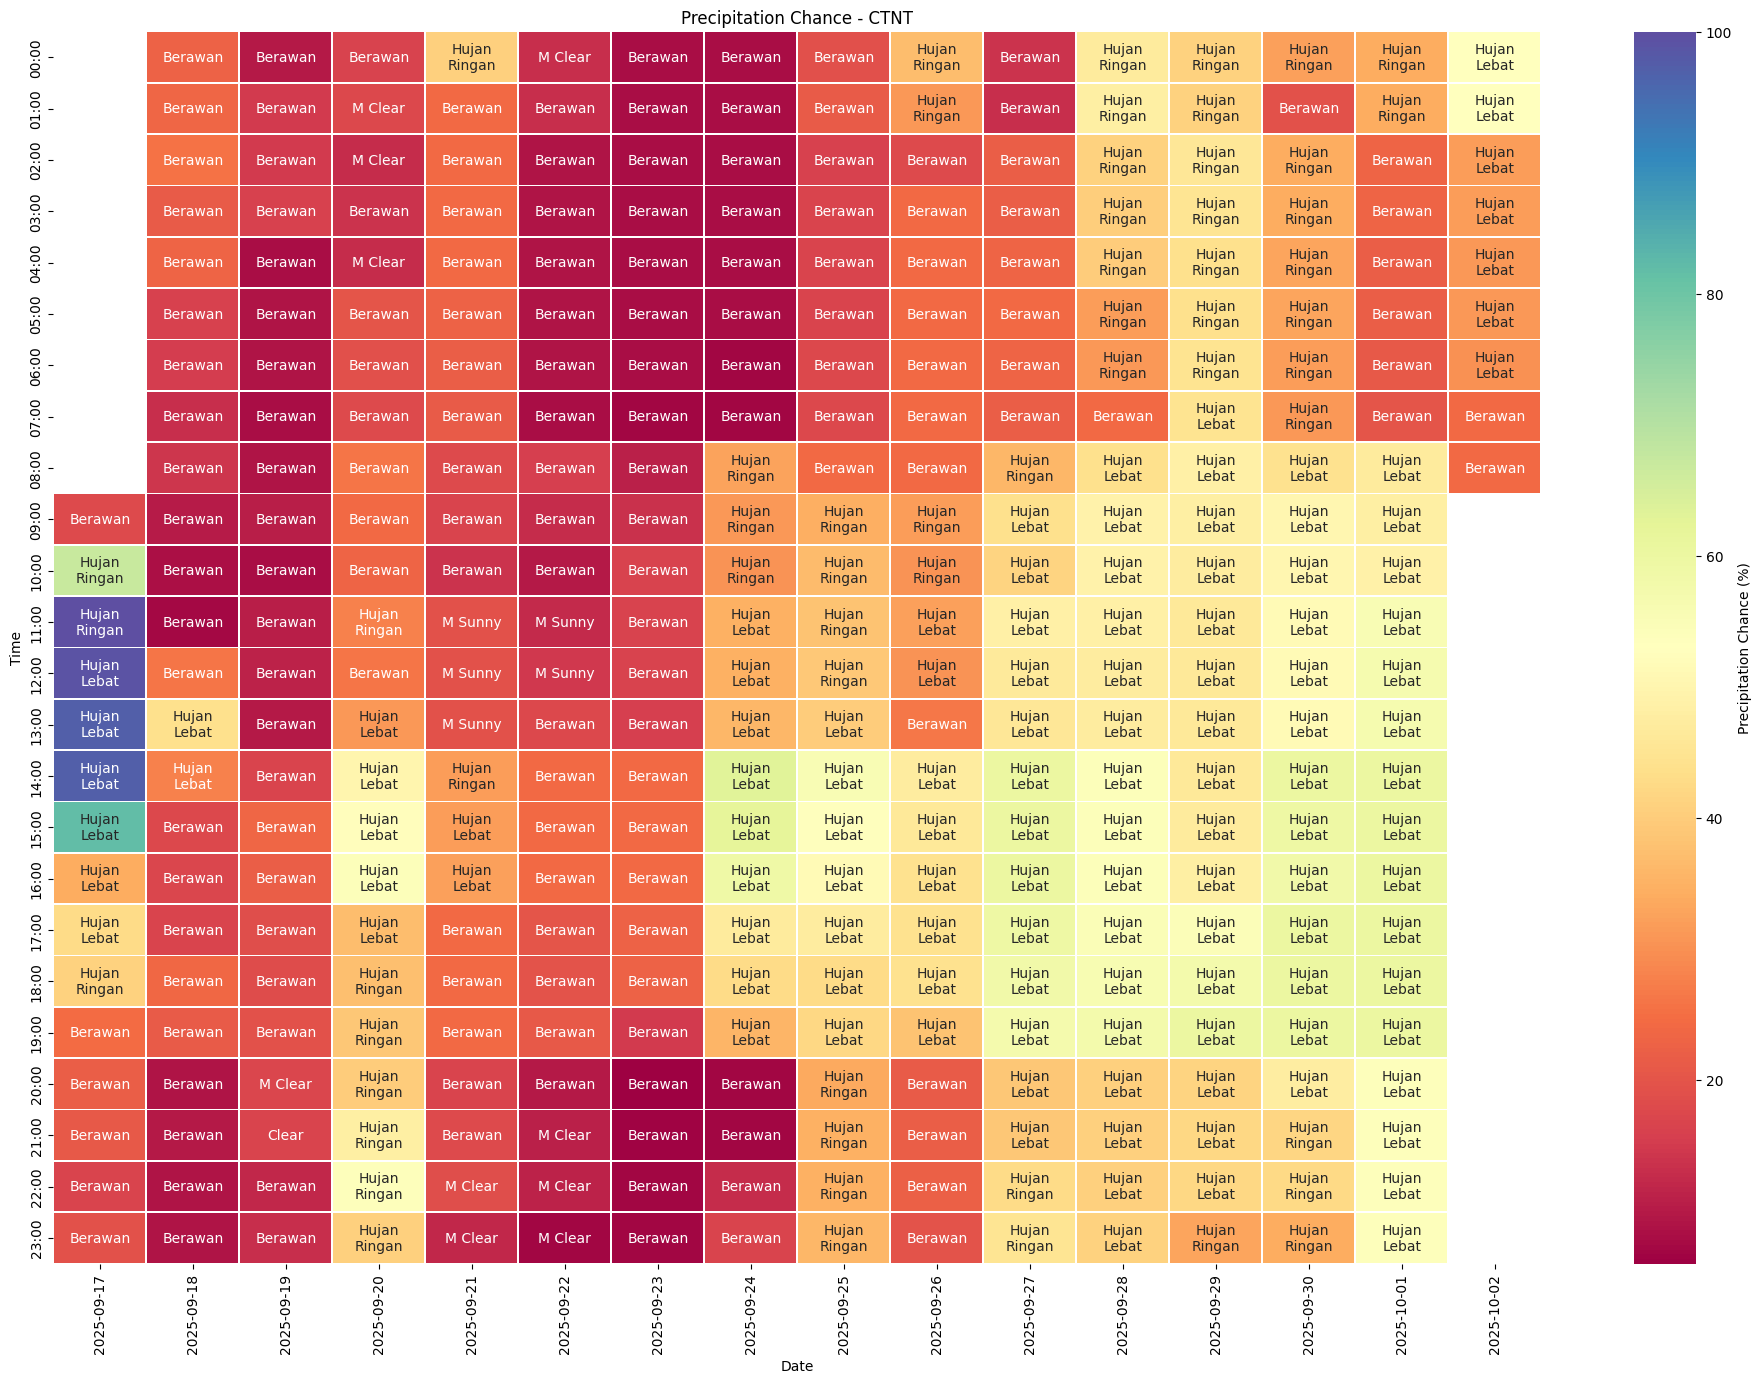 Precipitation Chance - CTNT
00:00 Berawan Berawan Berawan Hujan Ringan M Clear Berawan Berawan Berawan Hujan Ringan Berawan Hujan Ringan Hujan Ringan Hujan Ringan Hujan Ringan Hujan Lebat
01:00 Berawan Berawan M Clear Berawan Berawan Berawan Berawan Berawan Hujan Ringan Berawan Hujan Ringan Hujan Ringan Berawan Hujan Ringan Hujan Lebat
02:00 Berawan Berawan M Clear Berawan Berawan Berawan Berawan Berawan Berawan Berawan Hujan Ringan Hujan Ringan Hujan Ringan Berawan Hujan Lebat
03:00 Berawan Berawan Berawan Berawan Berawan Berawan Berawan Berawan Berawan Berawan Hujan Ringan Hujan Ringan Hujan Ringan Berawan Hujan Lebat
04:00 Berawan Berawan M Clear Berawan Berawan Berawan Berawan Berawan Berawan Berawan Hujan Ringan Hujan Ringan Hujan Ringan Berawan Hujan Lebat
05:00 Berawan Berawan Berawan Berawan Berawan Berawan Berawan Berawan Berawan Berawan Hujan Ringan Hujan Ringan Hujan Ringan Berawan Hujan Lebat
06:00 Berawan Berawan Berawan Berawan Berawan Berawan Berawan Berawan Berawan Berawan Hujan Ringan Hujan Ringan Hujan Ringan Berawan Hujan Lebat
07:00 Berawan Berawan Berawan Berawan Berawan Berawan Berawan Berawan Berawan Berawan Berawan Hujan Lebat Hujan Ringan Berawan Berawan
08:00 Berawan Berawan Berawan Berawan Berawan Berawan Hujan Ringan Berawan Berawan Hujan Ringan Hujan Lebat Hujan Lebat Hujan Lebat Hujan Lebat Berawan
09:00 Berawan Berawan Berawan Berawan Berawan Berawan Berawan Hujan Ringan Hujan Ringan Hujan Ringan Hujan Lebat Hujan Lebat Hujan Lebat Hujan Lebat Hujan Lebat
10:00 Hujan Ringan Berawan Berawan Berawan Berawan Berawan Berawan Hujan Ringan Hujan Ringan Hujan Ringan Hujan Lebat Hujan Lebat Hujan Lebat Hujan Lebat Hujan Lebat
11:00 Hujan Ringan Berawan Berawan Hujan Ringan M Sunny M Sunny Berawan Hujan Lebat Hujan Ringan Hujan Lebat Hujan Lebat Hujan Lebat Hujan Lebat Hujan Lebat Hujan Lebat
12:00 Hujan Lebat Berawan Berawan Berawan M Sunny M Sunny Berawan Hujan Lebat Hujan Ringan Hujan Lebat Hujan Lebat Hujan Lebat Hujan Lebat Hujan Lebat Hujan Lebat
13:00 Hujan Lebat Hujan Lebat Berawan Hujan Lebat M Sunny Berawan Berawan Hujan Lebat Hujan Lebat Berawan Hujan Lebat Hujan Lebat Hujan Lebat Hujan Lebat Hujan Lebat
14:00 Hujan Lebat Hujan Lebat Berawan Hujan Lebat Hujan Ringan Berawan Berawan Hujan Lebat Hujan Lebat Hujan Lebat Hujan Lebat Hujan Lebat Hujan Lebat Hujan Lebat Hujan Lebat
15:00 Hujan Lebat Berawan Berawan Hujan Lebat Hujan Lebat Berawan Berawan Hujan Lebat Hujan Lebat Hujan Lebat Hujan Lebat Hujan Lebat Hujan Lebat Hujan Lebat Hujan Lebat
16:00 Hujan Lebat Berawan Berawan Hujan Lebat Hujan Lebat Berawan Berawan Hujan Lebat Hujan Lebat Hujan Lebat Hujan Lebat Hujan Lebat Hujan Lebat Hujan Lebat Hujan Lebat
17:00 Hujan Lebat Berawan Berawan Hujan Lebat Berawan Berawan Berawan Hujan Lebat Hujan Lebat Hujan Lebat Hujan Lebat Hujan Lebat Hujan Lebat Hujan Lebat Hujan Lebat
18:00 Hujan Ringan Berawan Berawan Hujan Ringan Berawan Berawan Berawan Hujan Lebat Hujan Lebat Hujan Lebat Hujan Lebat Hujan Lebat Hujan Lebat Hujan Lebat Hujan Lebat
19:00 Berawan Berawan Berawan Hujan Ringan Berawan Berawan Berawan Hujan Lebat Hujan Lebat Hujan Lebat Hujan Lebat Hujan Lebat Hujan Lebat Hujan Lebat Hujan Lebat
20:00 Berawan Berawan M Clear Hujan Ringan Berawan Berawan Berawan Berawan Hujan Ringan Berawan Hujan Lebat Hujan Lebat Hujan Lebat Hujan Lebat Hujan Lebat
21:00 Berawan Berawan Clear Hujan Ringan Berawan M Clear Berawan Berawan Hujan Ringan Berawan Hujan Lebat Hujan Lebat Hujan Lebat Hujan Ringan Hujan Lebat
22:00 Berawan Berawan Berawan Hujan Ringan M Clear M Clear Berawan Berawan Hujan Ringan Berawan Hujan Ringan Hujan Lebat Hujan Lebat Hujan Ringan Hujan Lebat
23:00 Berawan Berawan Berawan Hujan Ringan M Clear M Clear Berawan Berawan Hujan Ringan Berawan Hujan Ringan Hujan Lebat Hujan Ringan Hujan Ringan Hujan Lebat
Time
2025-09-17 2025-09-18 2025-09-19 2025-09-20 2025-09-21 2025-09-22 2025-09-23 2025-09-24 2025-09-25 2025-09-26 2025-09-27 2025-09-28 2025-09-29 2025-09-30 2025-10-01 2025-10-02
Date
100
80
60
40
20
Precipitation Chance (%)